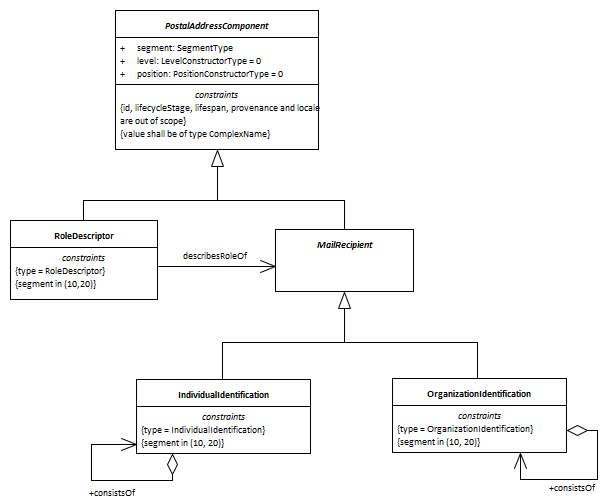 PostalAddressComponent
+ segment: SegmentType
+ level: LevelConstructorType = 0
+ position: PositionConstructorType = 0
constraints
{id, lifecycleStage, lifespan, provenance and locale
are out of scope}
{value shall be of type ComplexName}
RoleDescriptor
constraints
{type = RoleDescriptor}
{segment in (10,20)}
describesRoleOf
MailRecipient
IndividualIdentification
constraints
{type = IndividualIdentification}
{segment in (10, 20)}
+consistsOf
OrganizationIdentification
constraints
{type = OrganizationIdentification}
{segment in (10, 20)}
+consistsOf